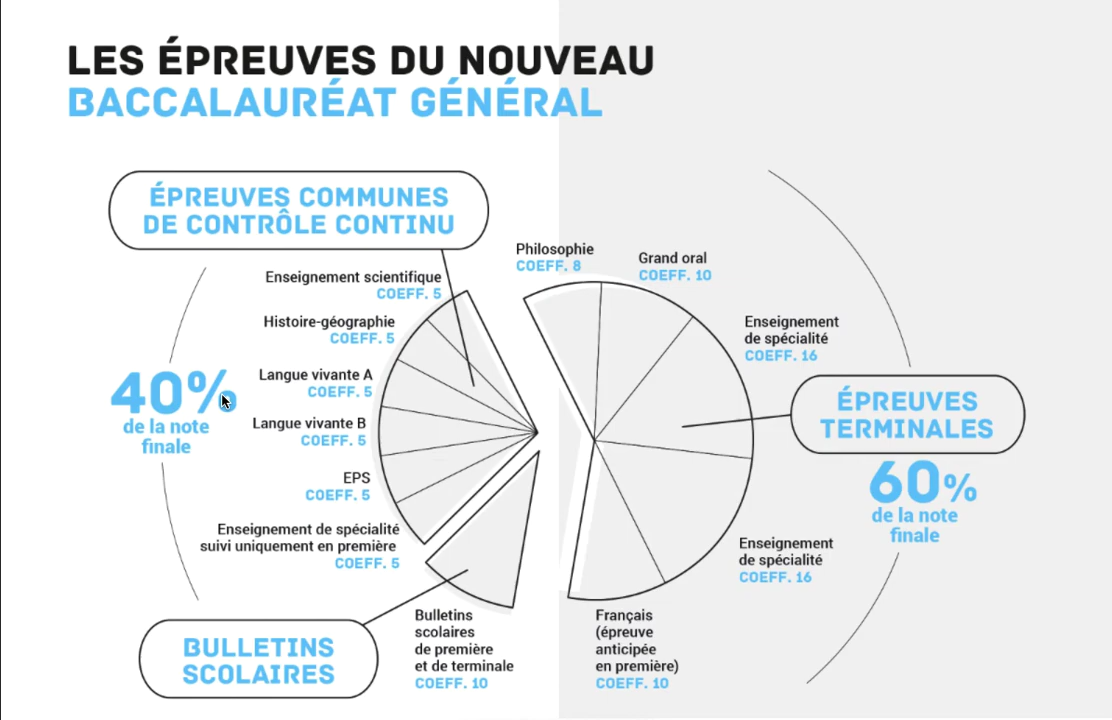 LES ÉPREUVES DU NOUVEAU
BACCALAURÉAT GÉNÉRAL
ÉPREUVES COMMUNES
DE CONTRÔLE CONTINU
Enseignement scientifique
COEFF. 5
Histoire-géographie
COEFF. 5
Langue vivante A
COEFF. 5
Langue vivante B
COEFF. 5
EPS
COEFF. 5
Enseignement de spécialité
suivi uniquement en première
COEFF. 5
40%
de la note
finale
BULLETINS
SCOLAIRES
Bulletins
scolaires
de première
et de terminale
COEFF. 10
Philosophie
COEFF. 8
Grand oral
COEFF. 10
Enseignement
de spécialité
COEFF. 16
ÉPREUVES
TERMINALES
60%
de la note
finale
Enseignement
de spécialité
COEFF. 16
Français
(épreuve
anticipée
en première)
COEFF. 10